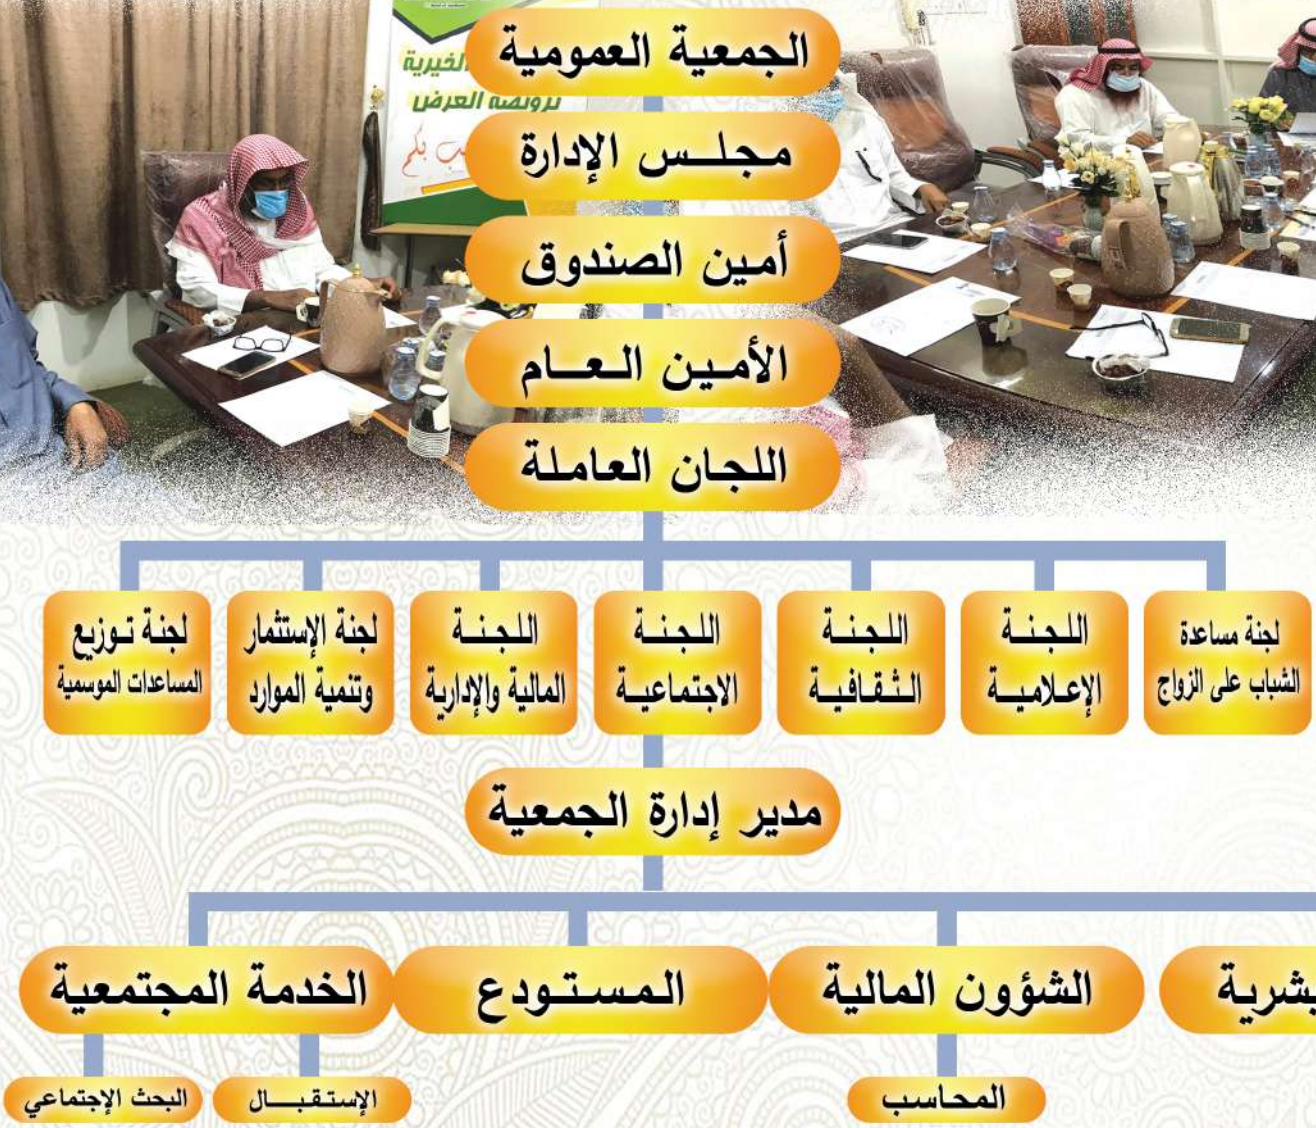 الخيرية
العرض
الجمعية العمومية
مجلس الإدارة
أمين الصندوق
الأمين العام
اللجان العاملة
لجنة مساعدة
الشباب على الزواج
اللجنة
الإعلامية
اللجنة
الثقافية
اللجنة
الاجتماعية
اللجنة
المالية والإدارية
لجنة الإستثمار
وتنمية الموارد
لجنة توزيع
المساعدات الموسمية
مدير إدارة الجمعية
الشؤون المالية
المستودع
الخدمة المجتمعية
المحاسب
الإستقبال
البحث الإجتماعي